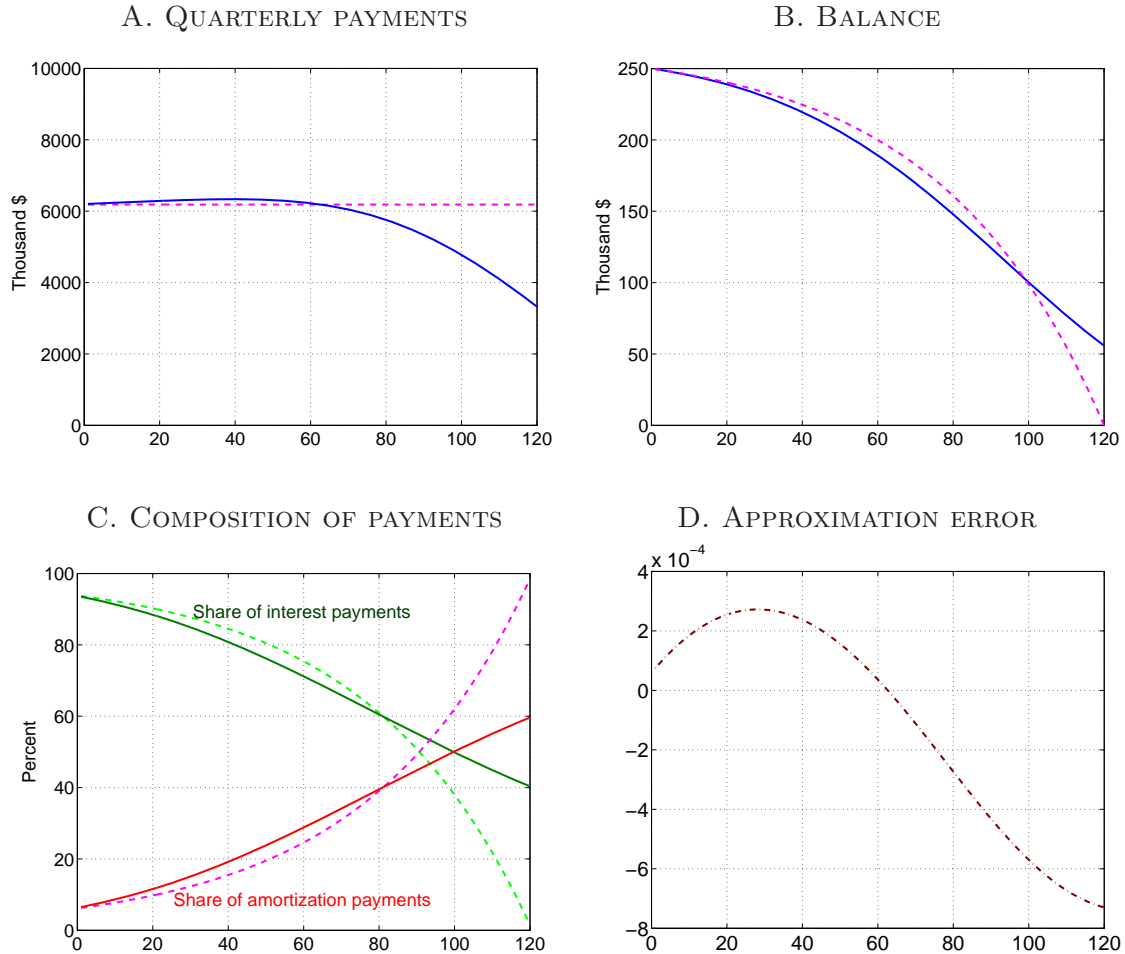 A. QUARTERLY PAYMENTS
B. BALANCE
10000
8000
6000
4000
2000
0
Thousand $
0 20 40 60 80 100 120
250
200
150
100
50
0
Thousand $
0 20 40 60 80 100 120
C. COMPOSITION OF PAYMENTS
D. APPROXIMATION ERROR
100
80
60
40
20
0
Percent
Share of interest payments
Share of amortization payments
0 20 40 60 80 100 120
x 10⁻⁴
4
2
0
−2
−4
−6
−8
0 20 40 60 80 100 120